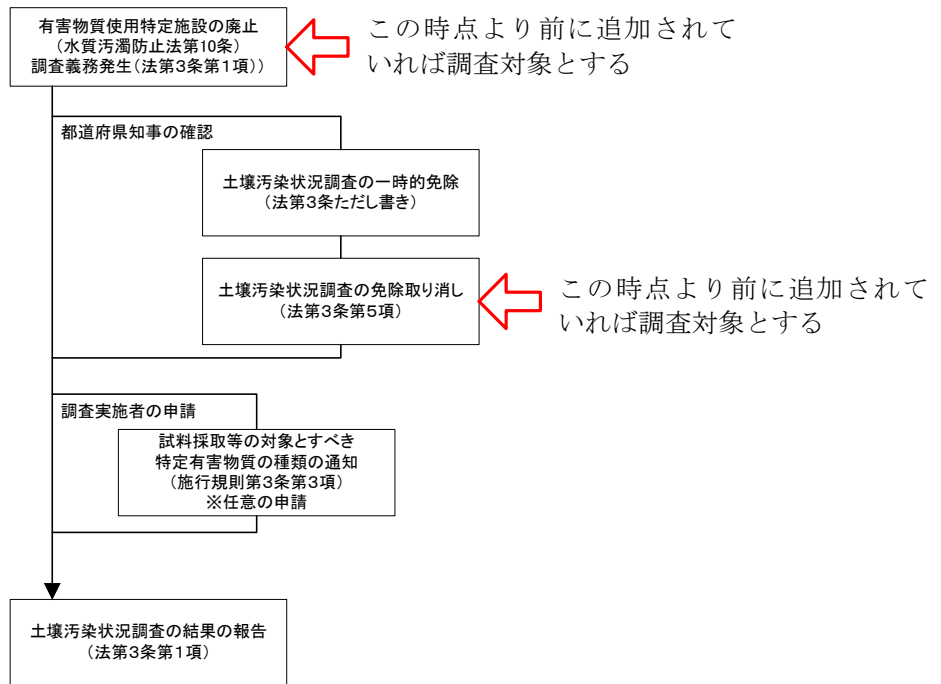 有害物質使用特定施設の廃止
（水質汚濁防止法第10条）
調査義務発生（法第3条第1項））
この時点より前に追加されて
いれば調査対象とする
都道府県知事の確認
土壌汚染状況調査の一時的免除
（法第3条ただし書き）
土壌汚染状況調査の免除取り消し
（法第3条第5項）
この時点より前に追加されて
いれば調査対象とする
調査実施者の申請
試料採取等の対象とすべき
特定有害物質の種類の通知
（施行規則第3条第3項）
※任意の申請
土壌汚染状況調査の結果の報告
（法第3条第1項）